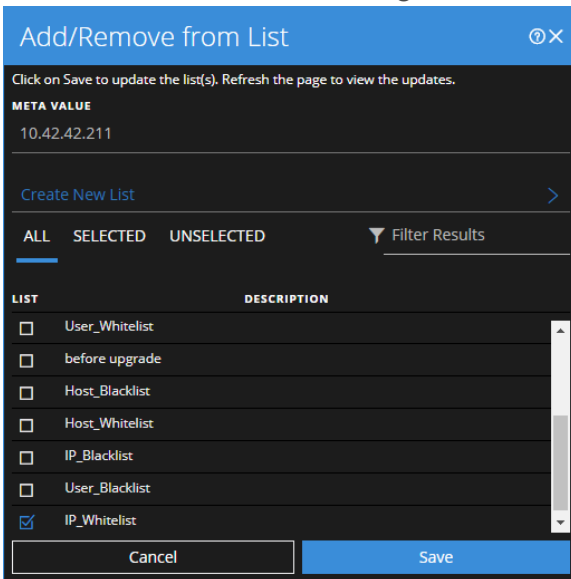 Add/Remove from List
Click on Save to update the list(s). Refresh the page to view the updates.
META VALUE
10.42.42.211
Create New List
ALL SELECTED UNSELECTED Filter Results
LIST DESCRIPTION
User_Whitelist
before upgrade
Host_Blacklist
Host_Whitelist
IP_Blacklist
User_Blacklist
IP_Whitelist
Cancel Save